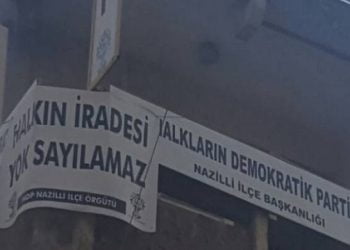 HALKIN İRADESİ
YOK SAYILAMAZ
HDP NAZİLLİ İLÇE ÖRGÜTÜ
HALKLARIN DEMOKRATİK PARTİ
NAZİLLİ İLÇE BAŞKANLIĞI